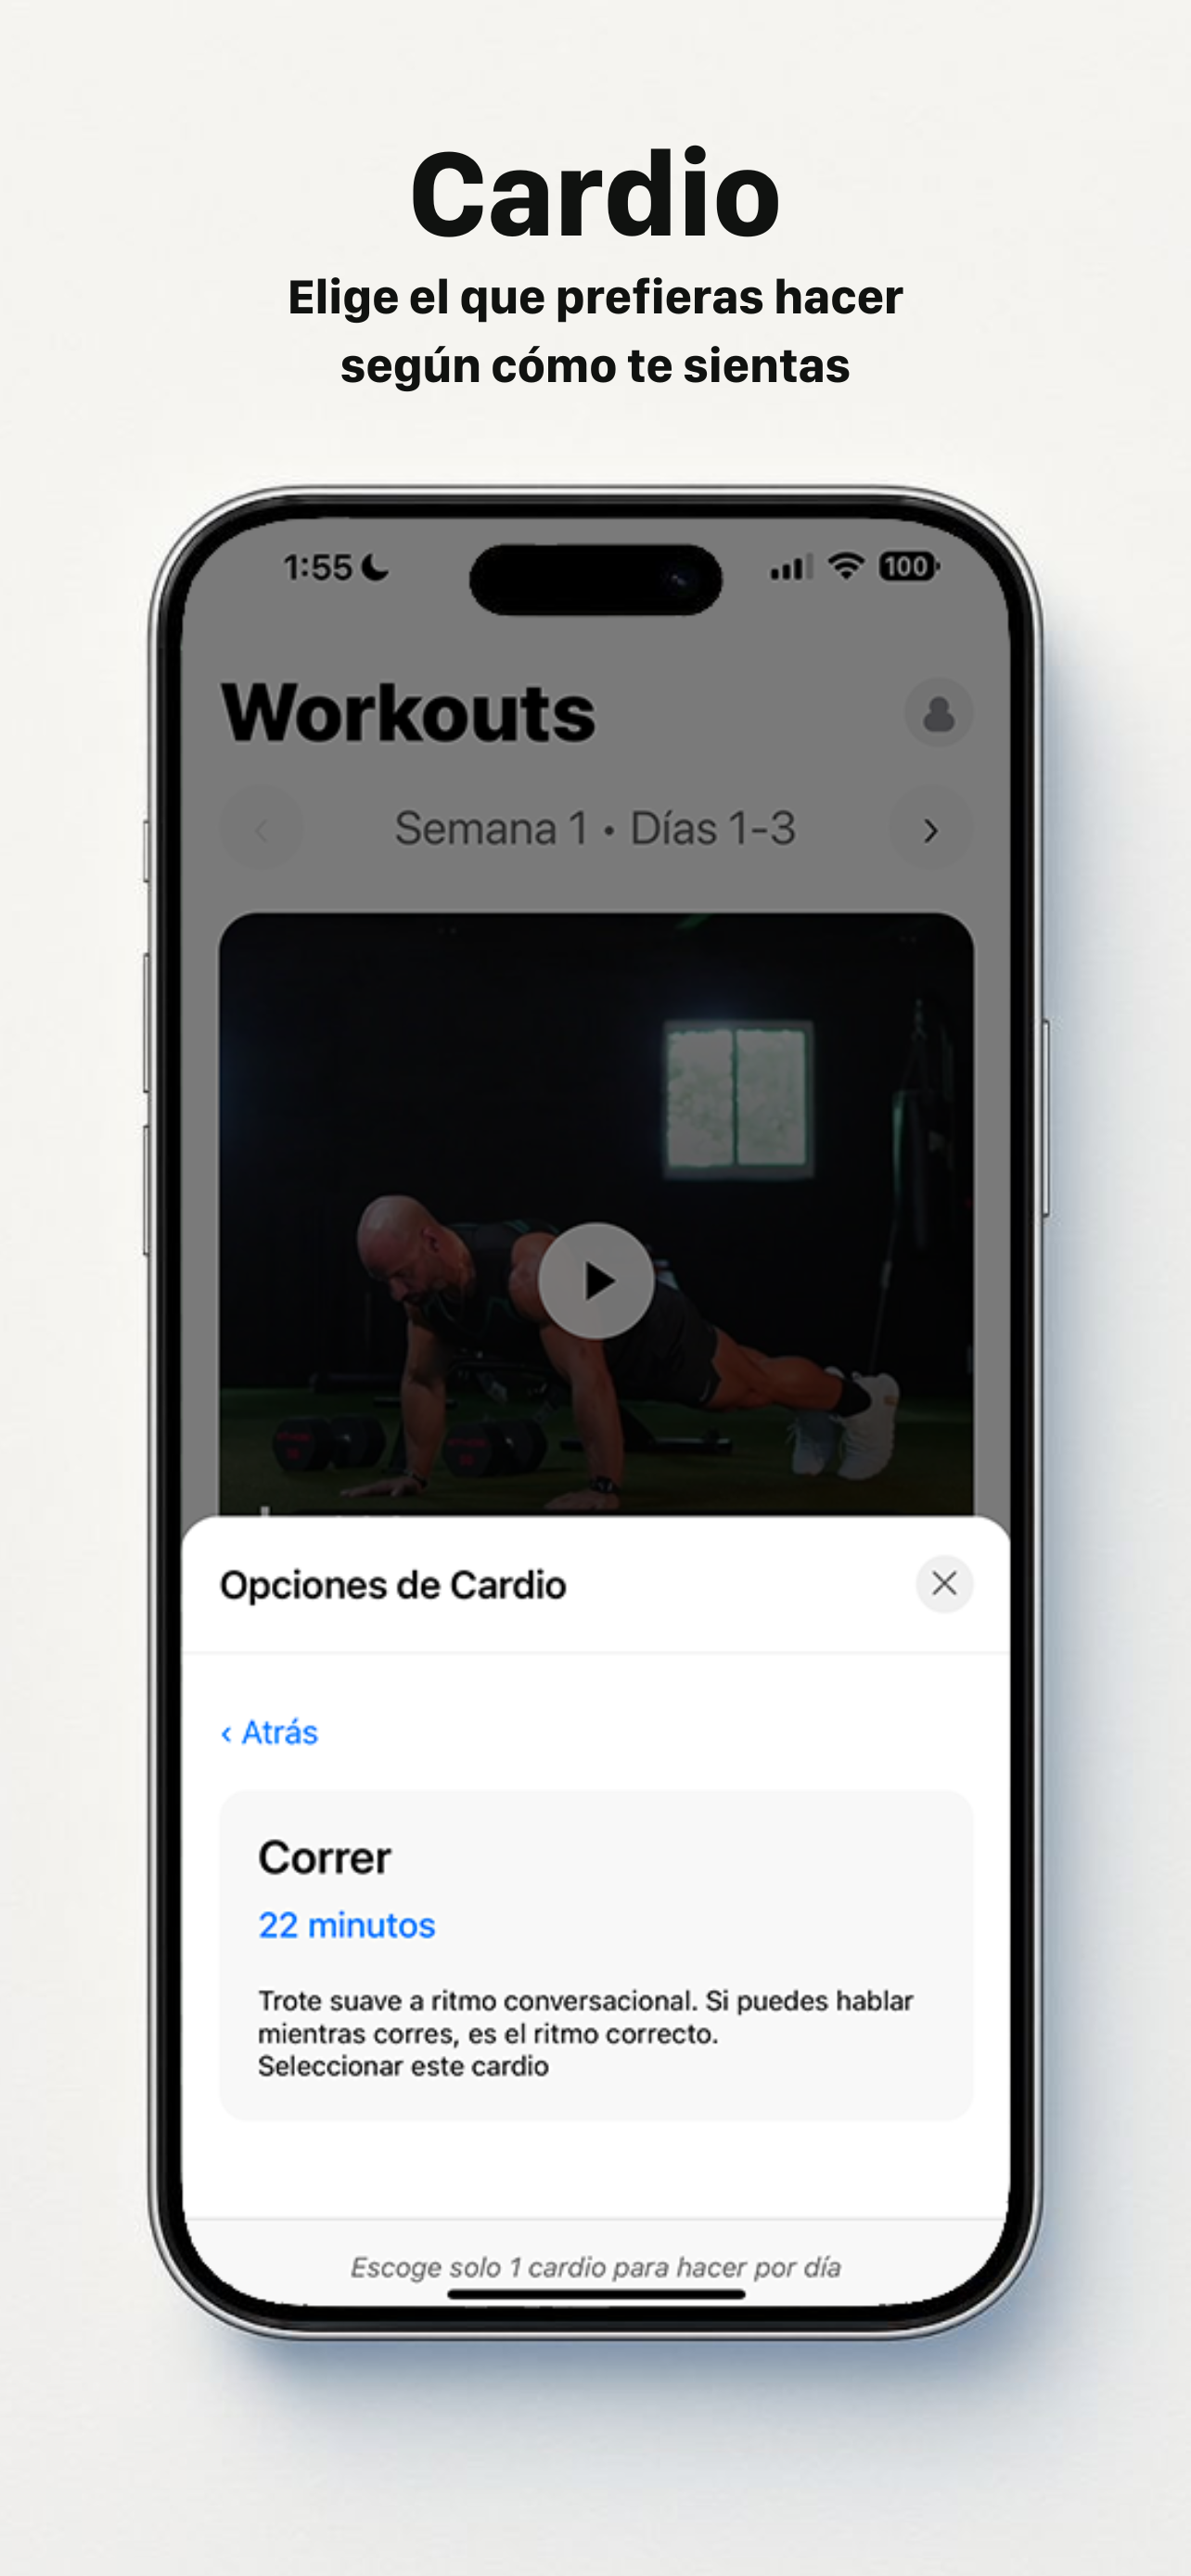 Cardio
Elige el que prefieras hacer
según cómo te sientas
1:55
100
Workouts
Semana 1 • Días 1-3
Opciones de Cardio
‹ Atrás
Correr
22 minutos
Trote suave a ritmo conversacional. Si puedes hablar
mientras corres, es el ritmo correcto.
Seleccionar este cardio
Escoge solo 1 cardio para hacer por día